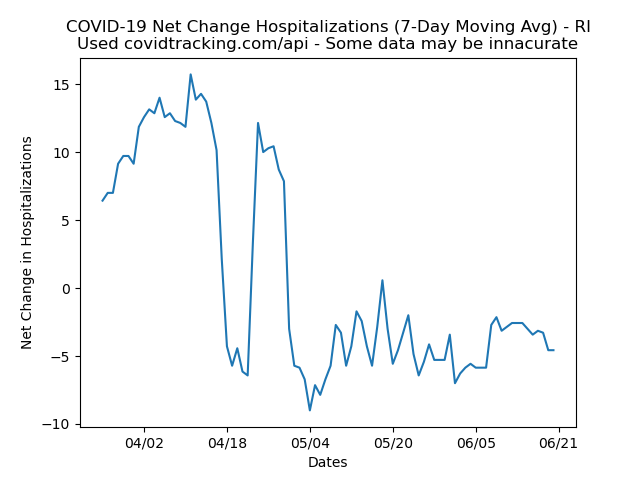 COVID-19 Net Change Hospitalizations (7-Day Moving Avg) - RI
Used covidtracking.com/api - Some data may be innacurate
Net Change in Hospitalizations
15
10
5
0
−5
−10
04/02 04/18 05/04 05/20 06/05 06/21
Dates